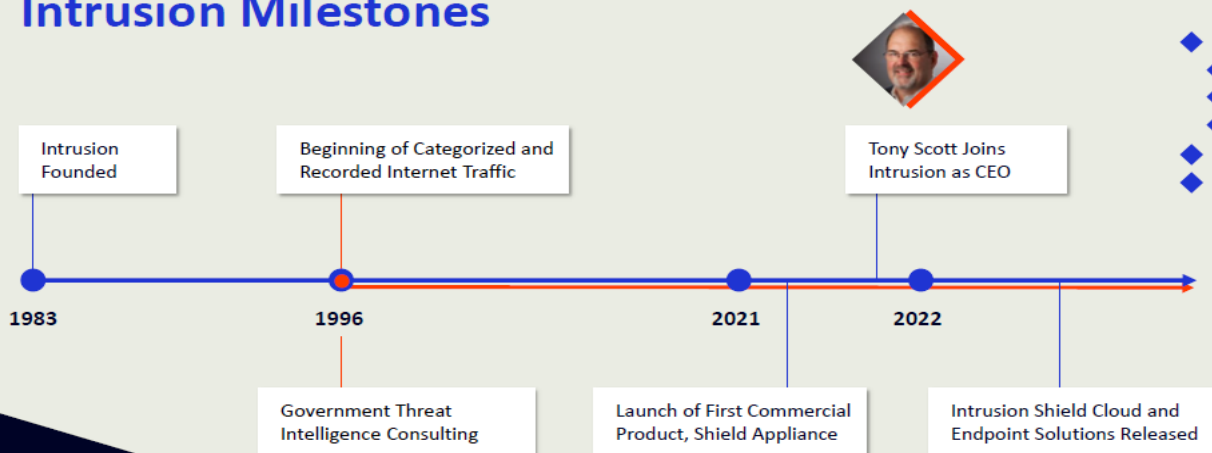 Intrusion Milestones
Intrusion
Founded
Beginning of Categorized and
Recorded Internet Traffic
Tony Scott Joins
Intrusion as CEO
1983
1996
2021
2022
Government Threat
Intelligence Consulting
Launch of First Commercial
Product, Shield Appliance
Intrusion Shield Cloud and
Endpoint Solutions Released